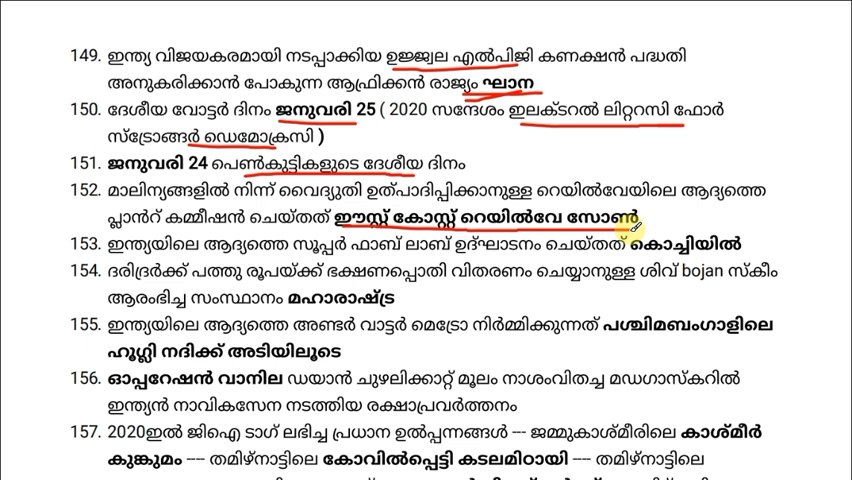 149. ഇന്ത്യ വിജയകരമായി നടപ്പാക്കിയ ഉജ്ജ്വല എൽപിജി കണക്ഷൻ പദ്ധതി
അനുകരിക്കാൻ പോകുന്ന ആഫ്രിക്കൻ രാജ്യം ഘാന
150. ദേശീയ വോട്ടർ ദിനം ജനുവരി 25 ( 2020 സന്ദേശം ഇലക്ടറൽ ലിറ്ററസി ഫോർ
സ്ട്രോങ്ങർ ഡെമോക്രസി )
151. ജനുവരി 24 പെൺകുട്ടികളുടെ ദേശീയ ദിനം
152. മാലിന്യങ്ങളിൽ നിന്ന് വൈദ്യുതി ഉത്പാദിപ്പിക്കാനുള്ള റെയിൽവേയിലെ ആദ്യത്തെ
പ്ലാൻറ് കമ്മീഷൻ ചെയ്തത് ഈസ്റ്റ് കോസ്റ്റ് റെയിൽവേ സോൺ
153. ഇന്ത്യയിലെ ആദ്യത്തെ സൂപ്പർ ഫാബ് ലാബ് ഉദ്ഘാടനം ചെയ്തത് കൊച്ചിയിൽ
154. ദരിദ്രർക്ക് പത്തു രൂപയ്ക്ക് ഭക്ഷണപ്പൊതി വിതരണം ചെയ്യാനുള്ള ശിവ് bojan സ്കീം
ആരംഭിച്ച സംസ്ഥാനം മഹാരാഷ്ട്ര
155. ഇന്ത്യയിലെ ആദ്യത്തെ അണ്ടർ വാട്ടർ മെട്രോ നിർമ്മിക്കുന്നത് പശ്ചിമബംഗാളിലെ
ഹൂഗ്ലി നദിക്ക് അടിയിലൂടെ
156. ഓപ്പറേഷൻ വാനില ഡയാൻ ചുഴലിക്കാറ്റ് മൂലം നാശംവിതച്ച മഡഗാസ്കറിൽ
ഇന്ത്യൻ നാവികസേന നടത്തിയ രക്ഷാപ്രവർത്തനം
157. 2020ഇൽ ജിഐ ടാഗ് ലഭിച്ച പ്രധാന ഉൽപ്പന്നങ്ങൾ --- ജമ്മുകാശ്മീരിലെ കാശ്മീർ
കുങ്കുമം ---- തമിഴ്നാട്ടിലെ കോവിൽപ്പെട്ടി കടലമിഠായി ---- തമിഴ്നാട്ടിലെ